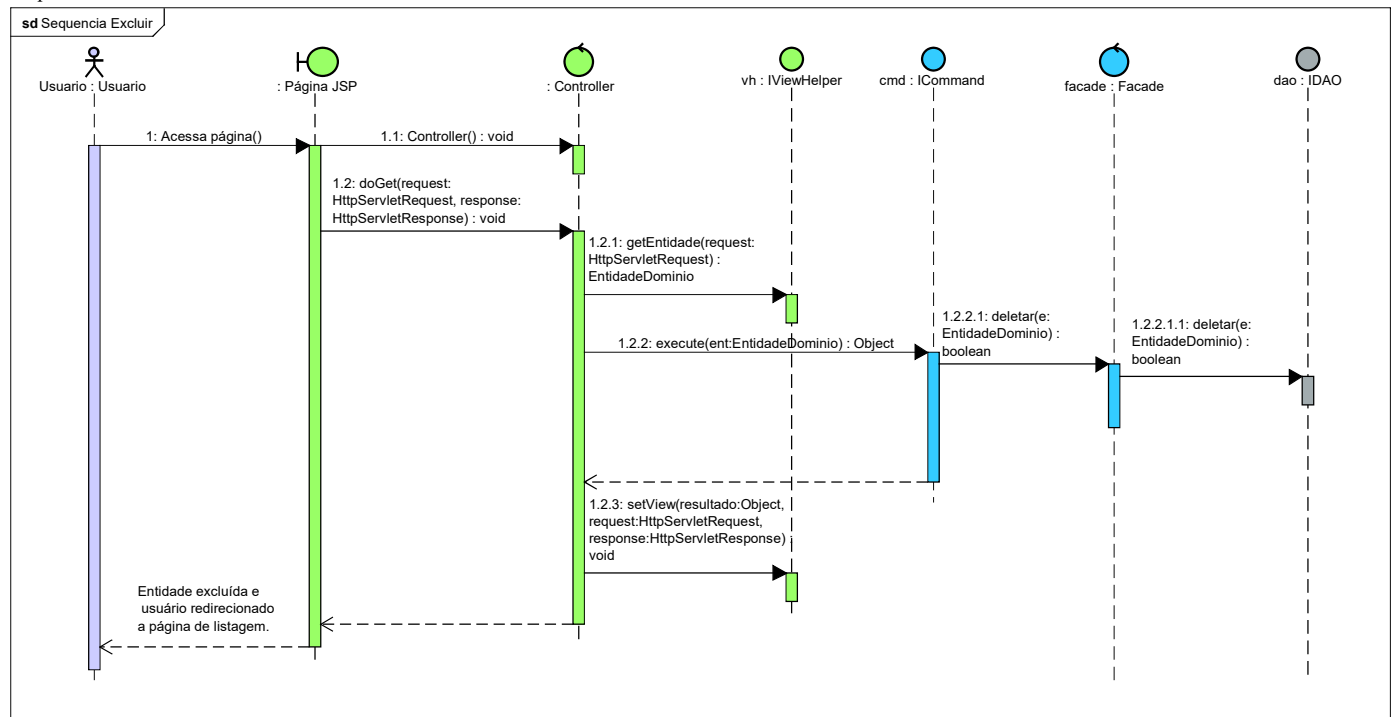 sd Sequencia Excluir
Usuario : Usuario
: Página JSP
: Controller
vh : IViewHelper
cmd : ICommand
facade : Facade
dao : IDAO
1: Acessa página()
1.1: Controller() : void
1.2: doGet(request:
HttpServletRequest, response:
HttpServletResponse) : void
1.2.1: getEntidade(request:
HttpServletRequest) :
EntidadeDominio
1.2.2: execute(ent:EntidadeDominio) : Object
1.2.2.1: deletar(e:
EntidadeDominio) :
boolean
1.2.2.1.1: deletar(e:
EntidadeDominio) :
boolean
1.2.3: setView(resultado:Object,
request:HttpServletRequest,
response:HttpServletResponse) :
void
Entidade excluída e
usuário redirecionado
a página de listagem.